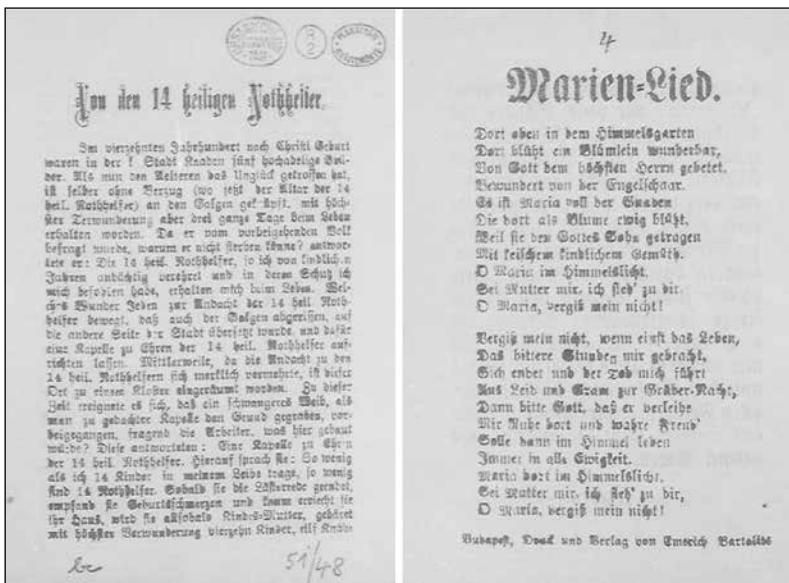 Von den 14 heiligen Nothhelfer.
Im vierzehnten Jahrhundert nach Christi Geburt
waren in der k Stadt Kaaden fünf hochadelige Brü-
der. Als nun den Aelteren das Unglück getroffen hat,
ist selber ohne Verzug (wo jetzt der Altar der 14
heil. Nothhelfer) an den Galgen geknüpft, mit höch-
ster Verwunderung aber drei ganze Tage beim Leben
erhalten worden. Da er vom vorbeigehenden Volk
befragt wurde, warum er nicht sterben könne? antwor-
tete er: Die 14 heil. Nothhelfer, so ich von kindlichen
Jahren andächtig verehret und in deren Schutz ich
mich befohlen habe, erhalten mich beim Leben. Wel-
ches Wunder Jeden zur Andacht der 14 heil Noth-
helfer bewegt, daß auch der Galgen abgerissen, auf
die andere Seite der Stadt übersetzt wurde und dafür
eine Kapelle zu Ehren der 14 heil. Nothhelfer auf-
richten lassen. Mittlerweile, da die Andacht zu den
14 heil. Nothhelfern sich merklich vermehrte, ist dieser
Ort zu einem Kloster eingeräumt worden. Zu dieser
Zeit ereignete es sich, daß ein schwangeres Weib, als
man zu gedachter Kapelle den Grund gegraben, vor-
beigegangen, fragend die Arbeiter, was hier gebaut
würde? Diese antworteten: Eine Kapelle zu Ehren
der 14 heil. Nothhelfer. Hierauf sprach sie: So wenig
als ich 14 Kinder in meinem Leibe trage, so wenig
sind 14 Nothhelfer. Sobald sie die Lästerrede geendet,
empfand sie Geburtsschmerzen und kaum erreicht sie
ihr Haus, wird sie allsobald Kindes-Mutter, gebäret
mit höchster Verwunderung vierzehn Kinder, eilf Knaben
51/48
4
Marien-Lied.
Dort oben in dem Himmelsgarten
Dort blüht ein Blümlein wunderbar,
Von Gott dem höchsten Herrn gebetet,
Bewundert von der Engelschaar.
Es ist Maria voll der Gnaden
Die dort als Blume ewig blüht,
Weil sie den Gottes Sohn getragen
Mit keuschem kindlichem Gemüth.
O Maria im Himmelslicht,
Sei Mutter mir, ich fleh' zu dir,
O Maria, vergiß mein nicht!
Vergiß mein nicht, wenn einst das Leben,
Das bittere Stunden mir gebracht,
Sich endet und der Tod mich führt
Aus Leid und Gram zur Gräber-Nacht,
Dann bitte Gott, daß er verleihe
Mir Ruhe dort und wahre Freud'
Solle dann im Himmel leben
Immer in alle Ewigkeit.
Maria dort im Himmelslicht,
Sei Mutter mir, ich fleh' zu dir,
O Maria, vergiß mein nicht!
Budapest, Druck und Verlag von Emerich Bartalits